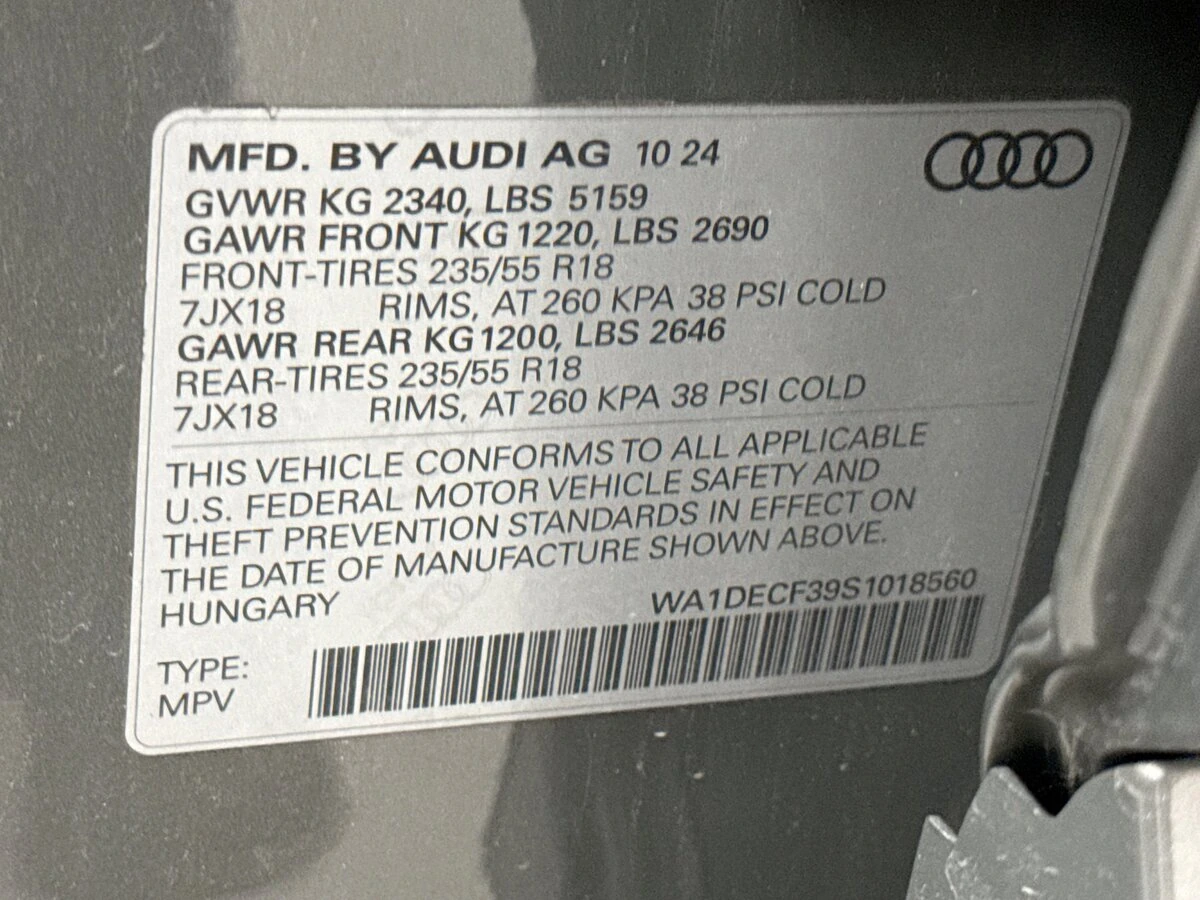 MFD. BY AUDI AG 10 24
GVWR KG 2340, LBS 5159
GAWR FRONT KG 1220, LBS 2690
FRONT-TIRES 235/55 R18
7JX18 RIMS, AT 260 KPA 38 PSI COLD
GAWR REAR KG 1200, LBS 2646
REAR-TIRES 235/55 R18
7JX18 RIMS, AT 260 KPA 38 PSI COLD
THIS VEHICLE CONFORMS TO ALL APPLICABLE
U.S. FEDERAL MOTOR VEHICLE SAFETY AND
THEFT PREVENTION STANDARDS IN EFFECT ON
THE DATE OF MANUFACTURE SHOWN ABOVE.
HUNGARY WA1DECF39S1018560
TYPE:
MPV